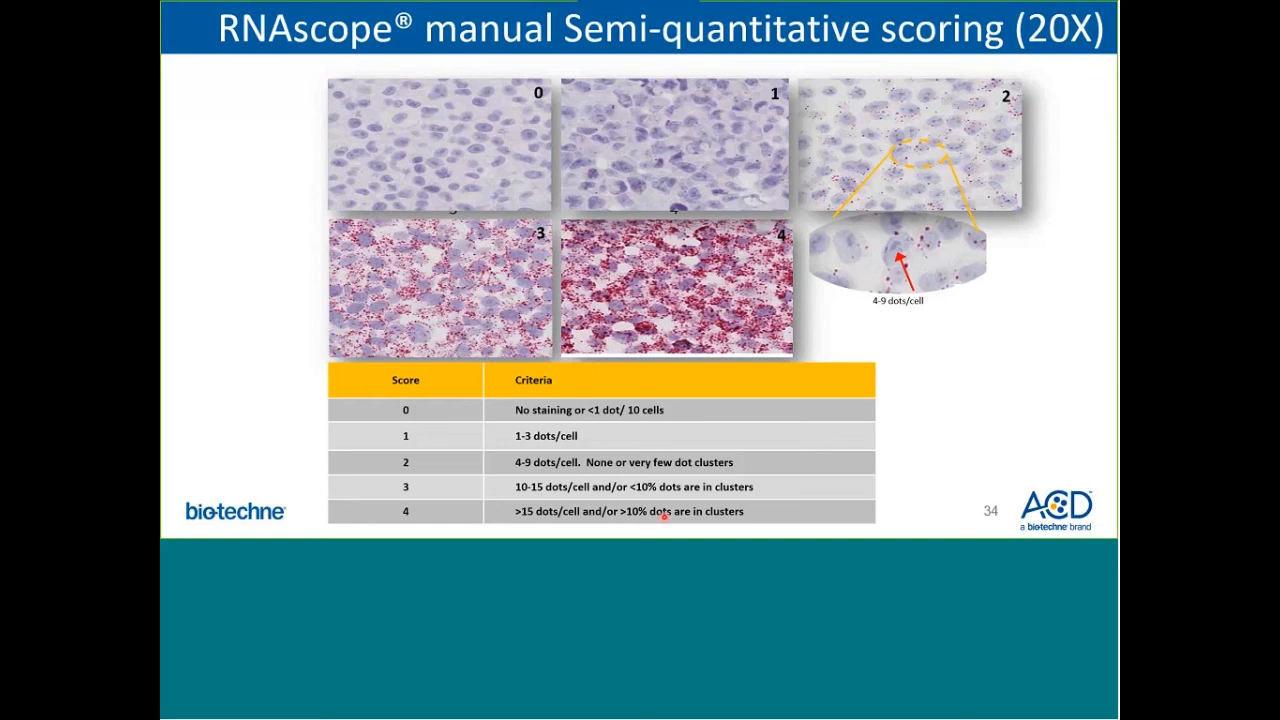 RNAscope® manual Semi-quantitative scoring (20X)
0
1
2
3
4
4-9 dots/cell
Score Criteria
0 No staining or <1 dot/ 10 cells
1 1-3 dots/cell
2 4-9 dots/cell. None or very few dot clusters
3 10-15 dots/cell and/or <10% dots are in clusters
4 >15 dots/cell and/or >10% dots are in clusters
bio-techne
34
ACD
a biotechne brand